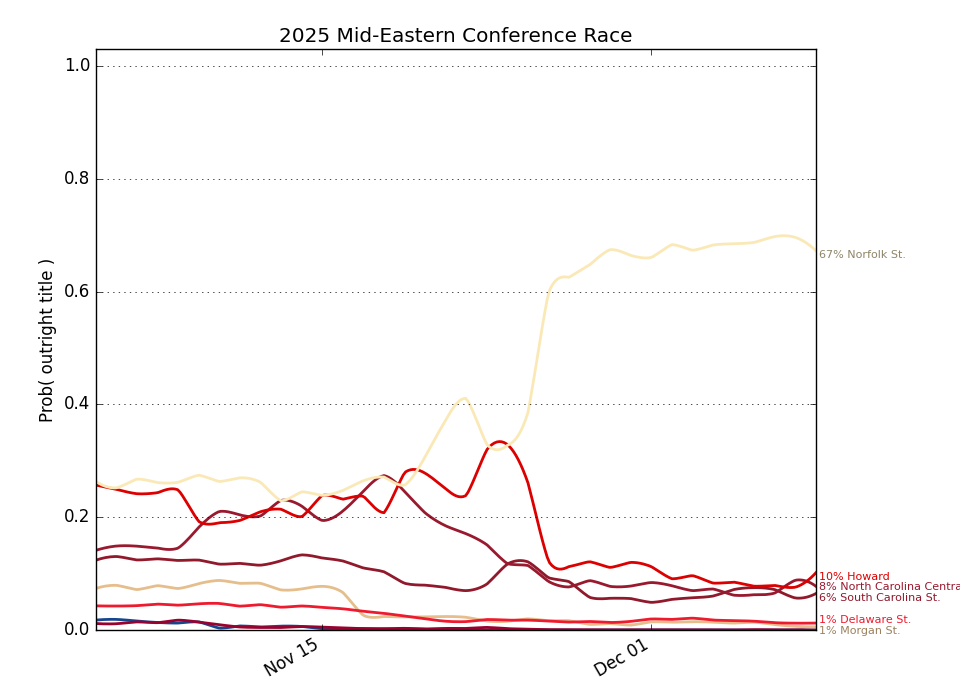 2025 Mid-Eastern Conference Race
Prob( outright title )
1.0
0.8
0.6
0.4
0.2
0.0
Nov 15
Dec 01
67% Norfolk St.
10% Howard
8% North Carolina Centra
6% South Carolina St.
1% Delaware St.
1% Morgan St.